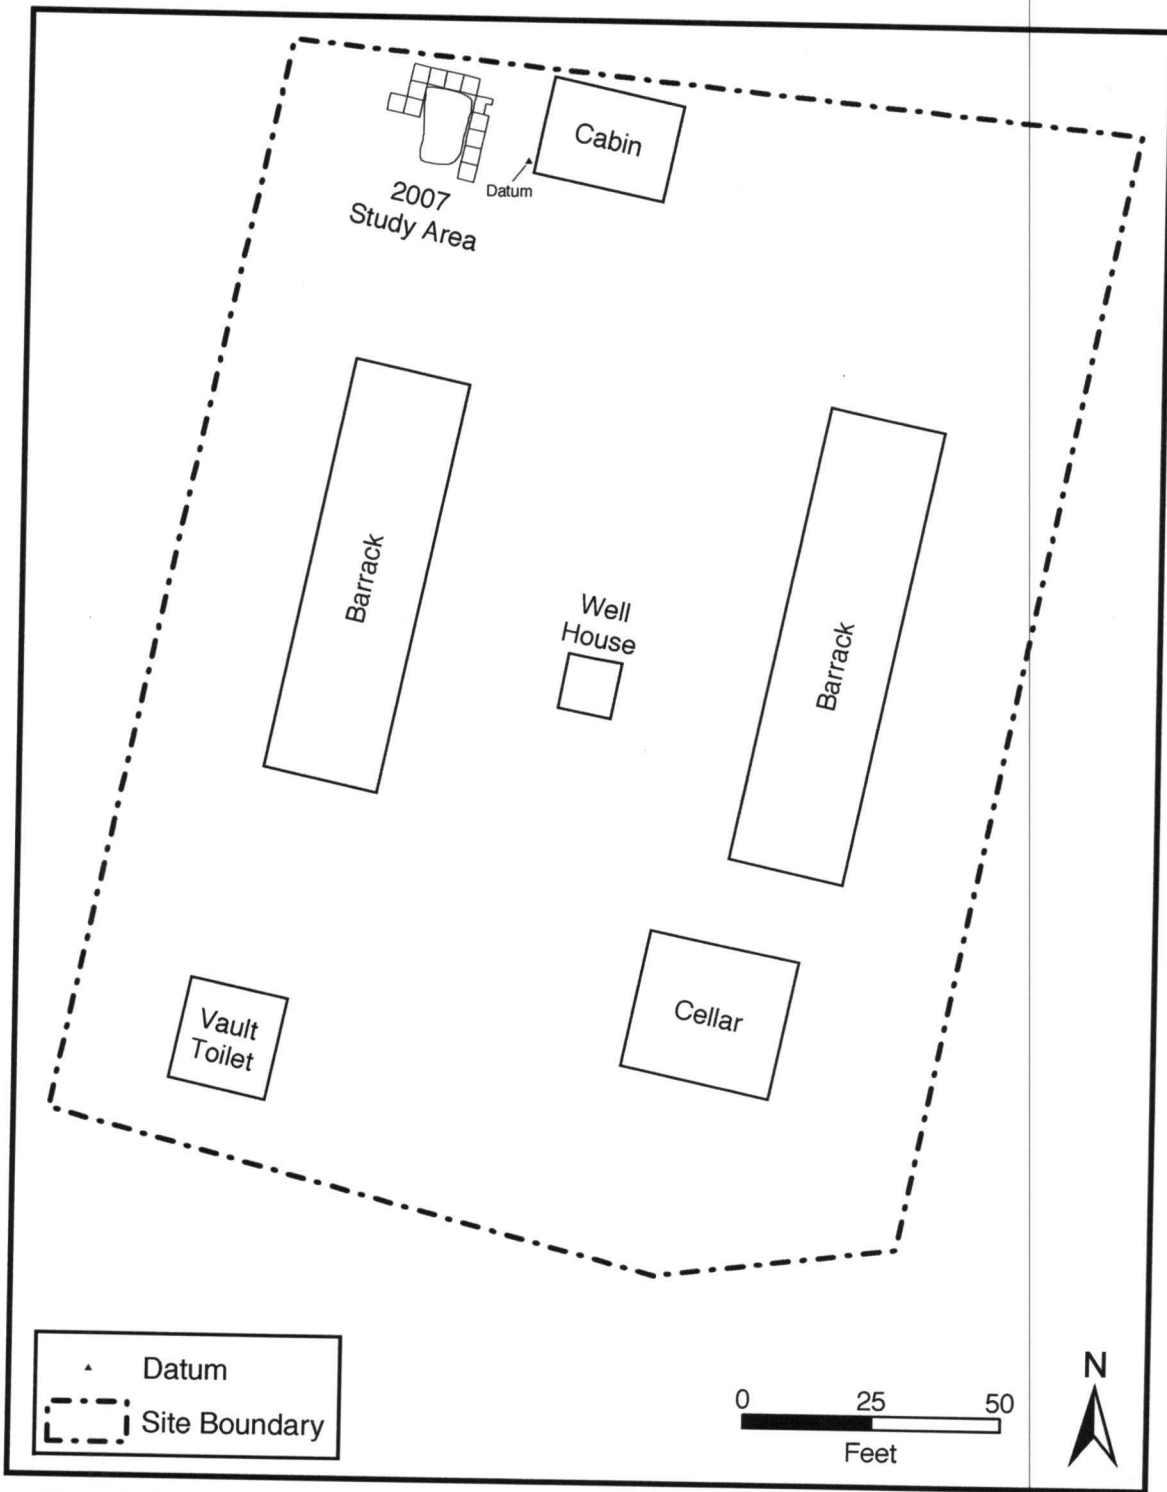 Cabin
Datum
2007
Study Area
Barrack
Well
House
Barrack
Cellar
Vault
Toilet
Datum
Site Boundary
0 25 50
Feet
N